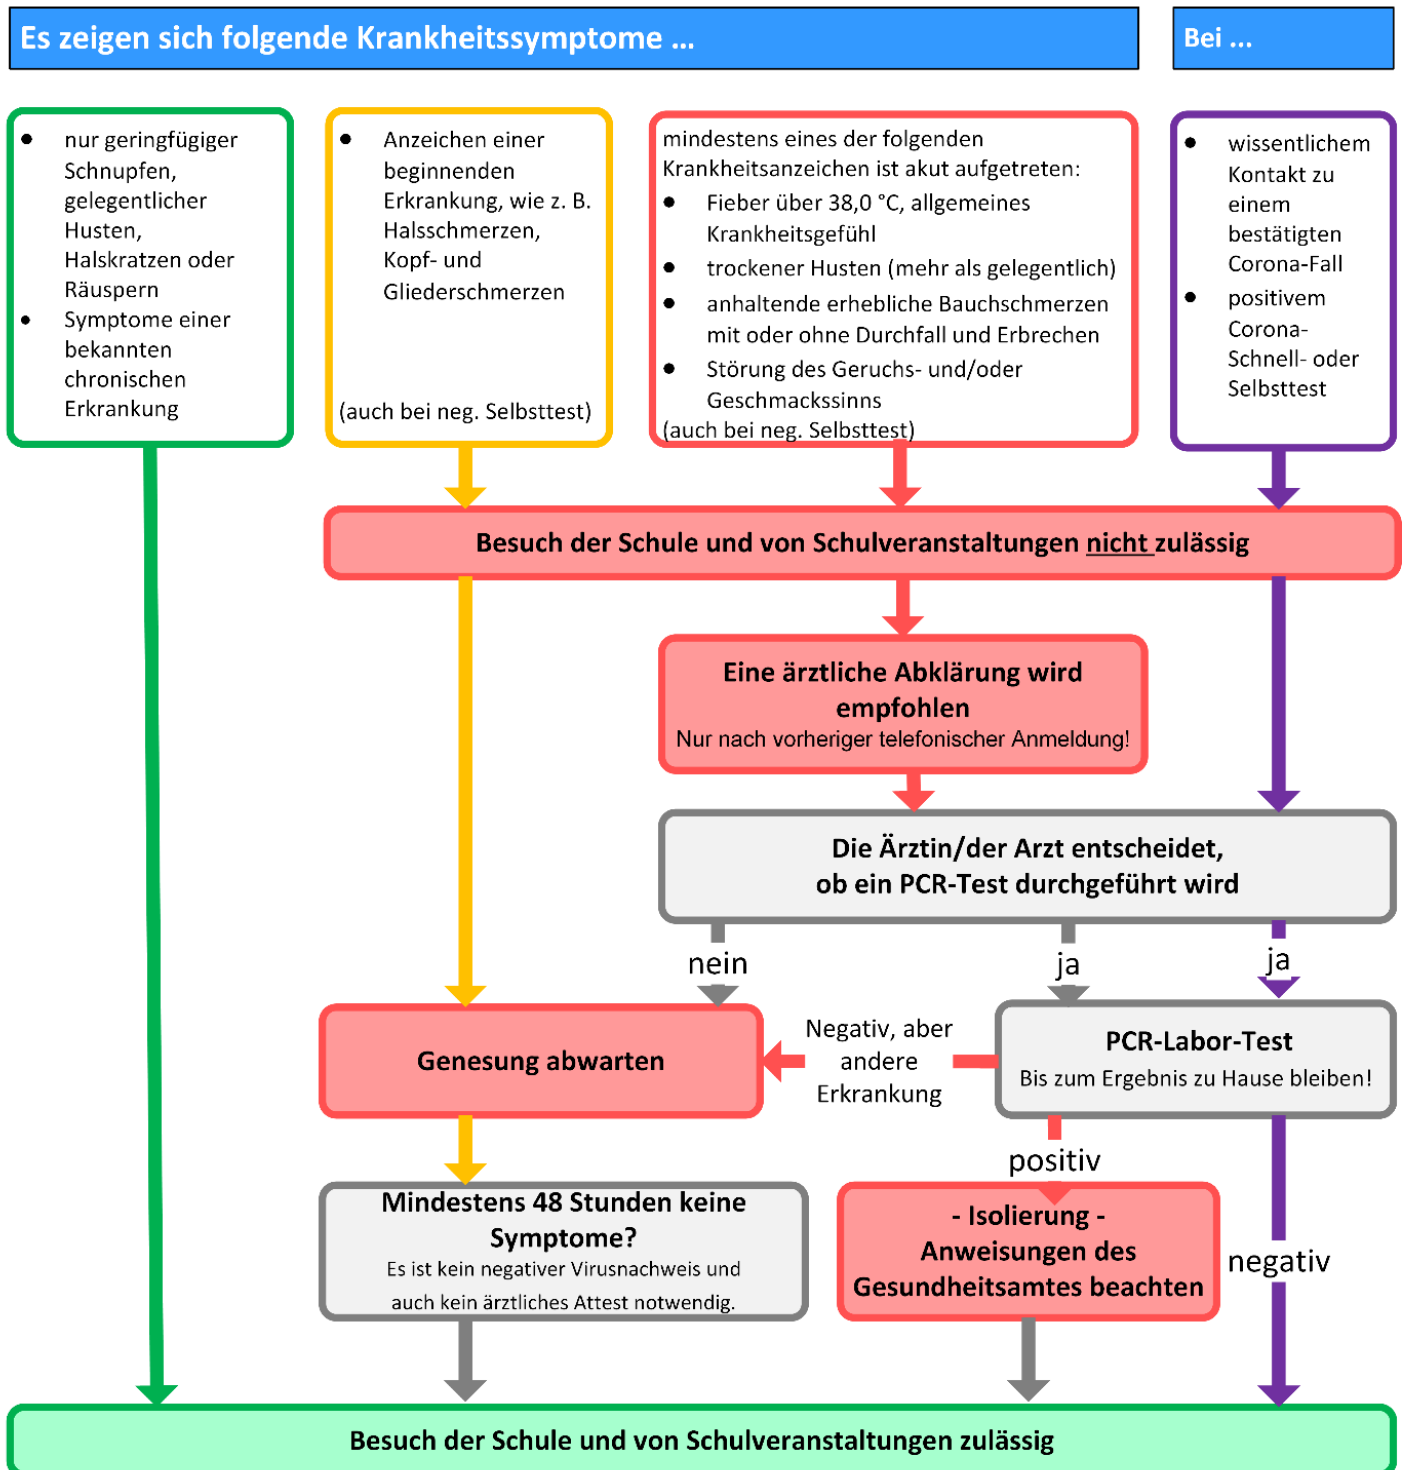 Es zeigen sich folgende Krankheitssymptome ...
Bei ...
• nur geringfügiger
Schnupfen,
gelegentlicher
Husten,
Halskratzen oder
Räuspern
• Symptome einer
bekannten
chronischen
Erkrankung
• Anzeichen einer
beginnenden
Erkrankung, wie z. B.
Halsschmerzen,
Kopf- und
Gliederschmerzen
(auch bei neg. Selbsttest)
mindestens eines der folgenden
Krankheitsanzeichen ist akut aufgetreten:
• Fieber über 38,0 °C, allgemeines
Krankheitsgefühl
• trockener Husten (mehr als gelegentlich)
• anhaltende erhebliche Bauchschmerzen
mit oder ohne Durchfall und Erbrechen
• Störung des Geruchs- und/oder
Geschmackssinns
(auch bei neg. Selbsttest)
• wissentlichem
Kontakt zu
einem
bestätigten
Corona-Fall
• positivem
Corona-
Schnell- oder
Selbsttest
Besuch der Schule und von Schulveranstaltungen nicht zulässig
Eine ärztliche Abklärung wird
empfohlen
Nur nach vorheriger telefonischer Anmeldung!
Die Ärztin/der Arzt entscheidet,
ob ein PCR-Test durchgeführt wird
nein
ja
ja
Genesung abwarten
Negativ, aber
andere
Erkrankung
PCR-Labor-Test
Bis zum Ergebnis zu Hause bleiben!
positiv
Mindestens 48 Stunden keine
Symptome?
Es ist kein negativer Virusnachweis und
auch kein ärztliches Attest notwendig.
- Isolierung -
Anweisungen des
Gesundheitsamtes beachten
negativ
Besuch der Schule und von Schulveranstaltungen zulässig